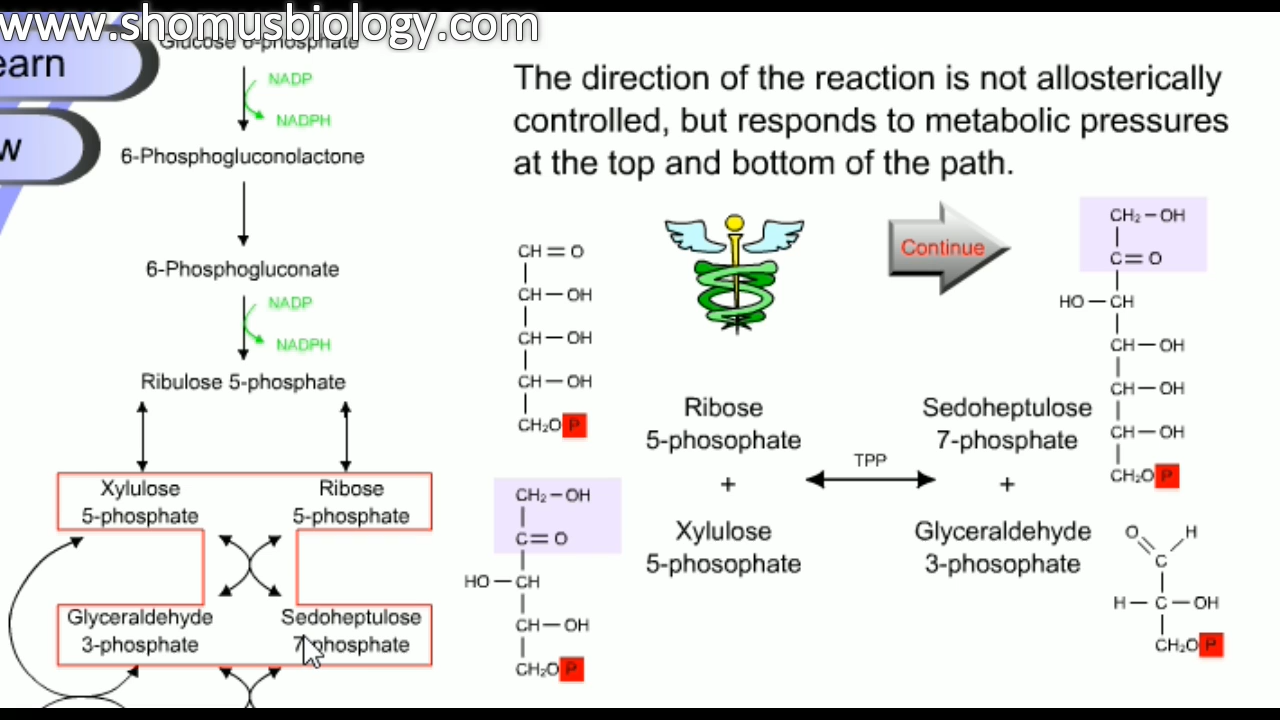 www.shomusbiology.com
earn
w
Glucose 6-phosphate
NADP
NADPH
6-Phosphogluconolactone
6-Phosphogluconate
NADP
NADPH
Ribulose 5-phosphate
Xylulose
5-phosphate
Ribose
5-phosphate
Glyceraldehyde
3-phosphate
Sedoheptulose
7-phosphate
The direction of the reaction is not allosterically
controlled, but responds to metabolic pressures
at the top and bottom of the path.
Continue
CH=O
CH-OH
CH-OH
CH-OH
CH₂O P
CH₂-OH
C=O
HO-CH
CH-OH
CH₂O P
Ribose
5-phosophate
+
Xylulose
5-phosophate
TPP
Sedoheptulose
7-phosphate
+
Glyceraldehyde
3-phosophate
CH₂-OH
C=O
HO-CH
CH-OH
CH-OH
CH-OH
CH₂O P
O H
C
H-C-OH
CH₂O P